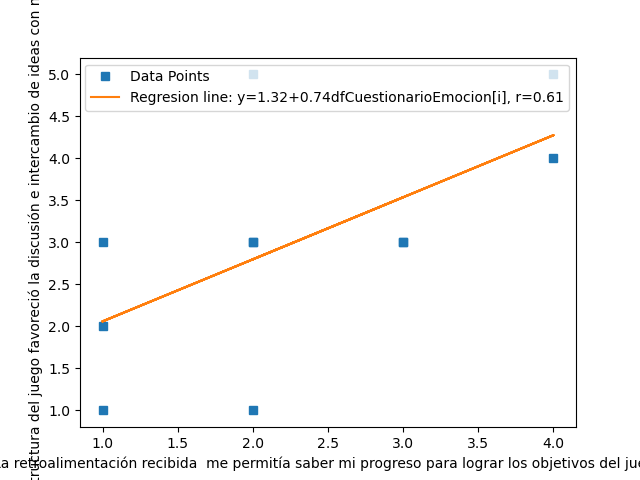 Data Points
Regresion line: y=1.32+0.74dfCuestionarioEmocion[i], r=0.61
5.0
4.5
4.0
3.5
3.0
2.5
2.0
1.5
1.0
1.0 1.5 2.0 2.5 3.0 3.5 4.0
del juego favoreció la discusión e intercambio de ideas con
retroalimentación recibida me permitía saber mi progreso para lograr los objetivos del